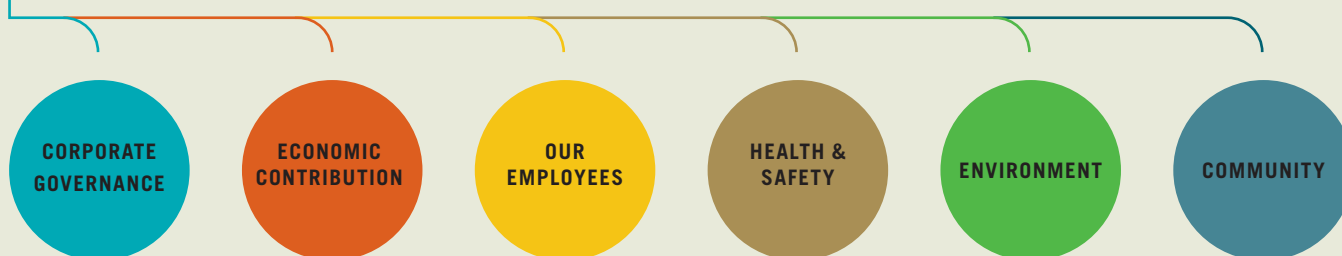 CORPORATE
GOVERNANCE
ECONOMIC
CONTRIBUTION
OUR
EMPLOYEES
HEALTH &
SAFETY
ENVIRONMENT
COMMUNITY